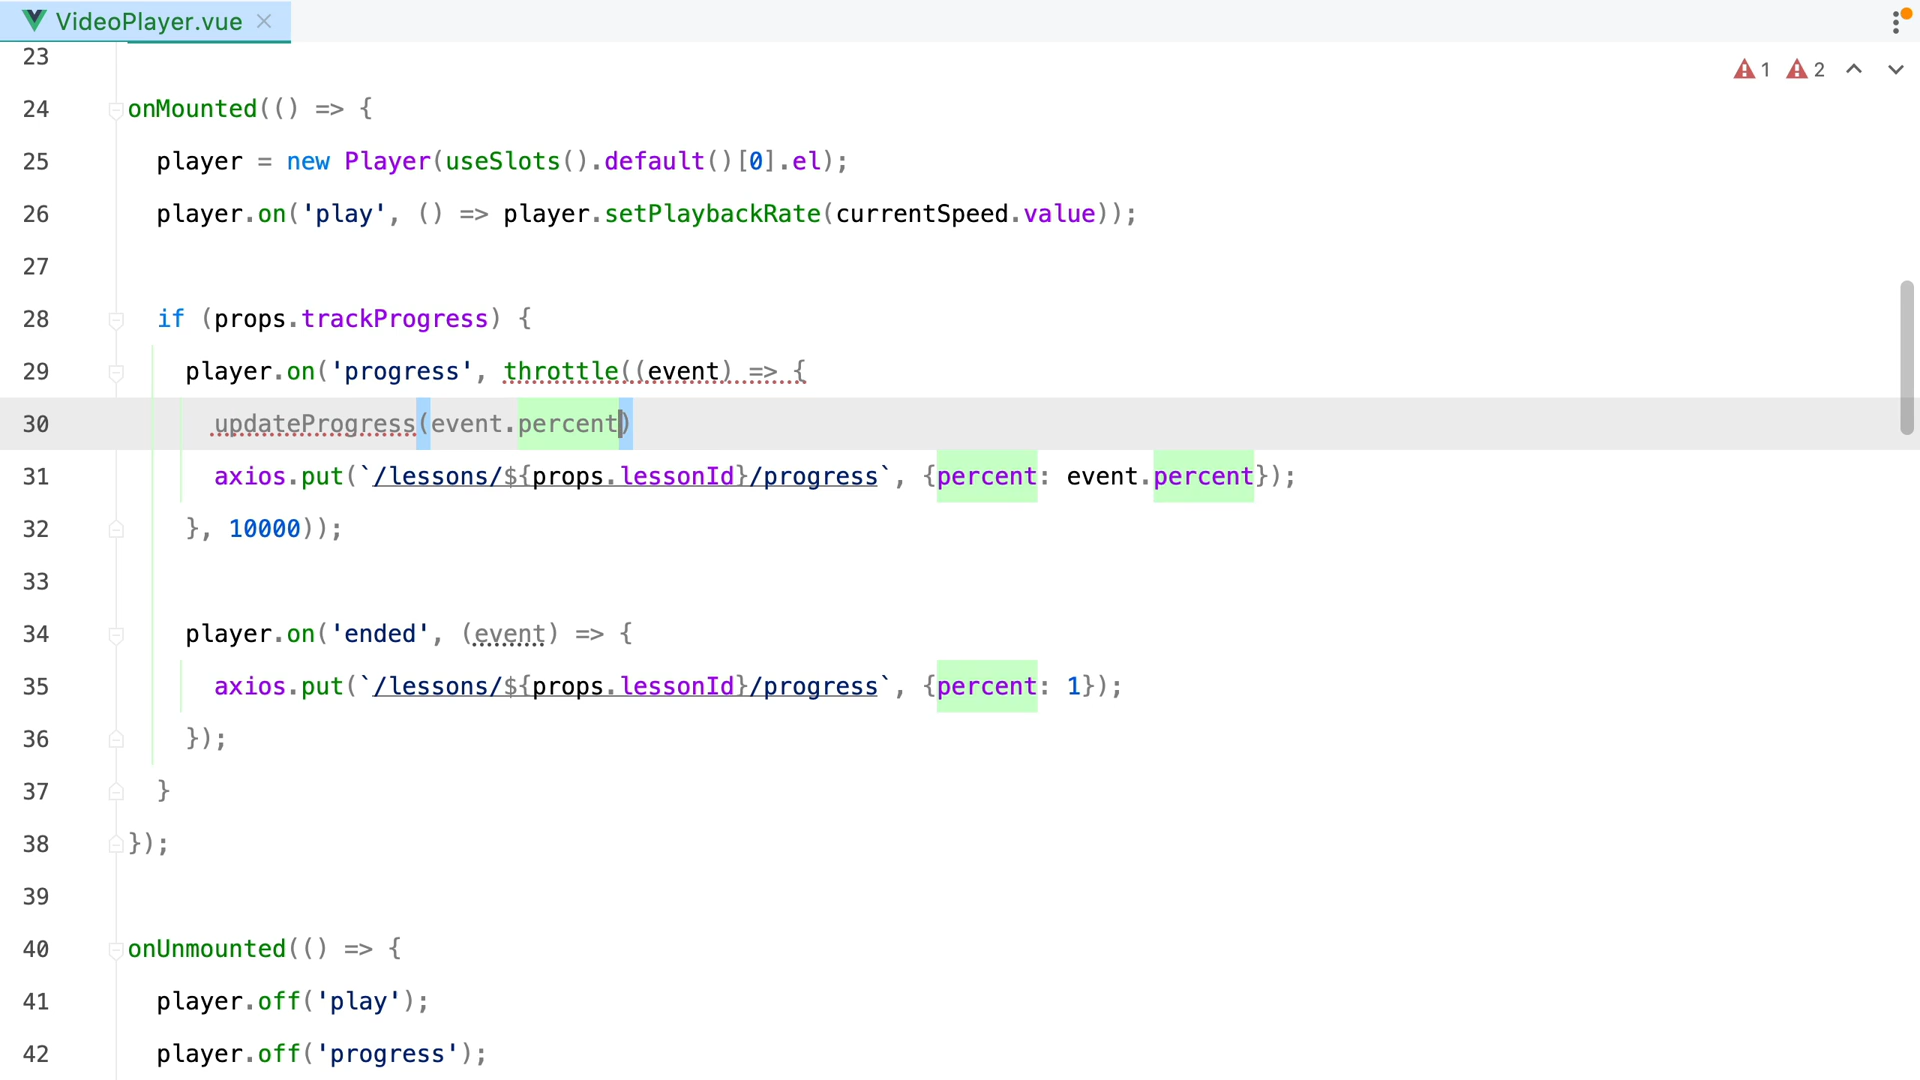 VideoPlayer.vue
1 2
23
24 onMounted(() => {
25 player = new Player(useSlots().default()[0].el);
26 player.on('play', () => player.setPlaybackRate(currentSpeed.value));
27
28 if (props.trackProgress) {
29 player.on('progress', throttle((event) => {
30 updateProgress(event.percent)
31 axios.put(`/lessons/${props.lessonId}/progress`, {percent: event.percent});
32 }, 10000));
33
34 player.on('ended', (event) => {
35 axios.put(`/lessons/${props.lessonId}/progress`, {percent: 1});
36 });
37 }
38 });
39
40 onUnmounted(() => {
41 player.off('play');
42 player.off('progress');